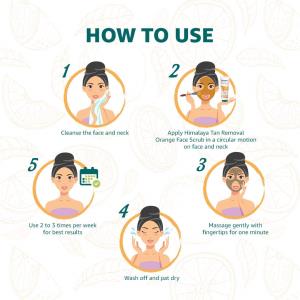 HOW TO USE
1
Cleanse the face and neck
2
Apply Himalaya Tan Removal
Orange Face Scrub in a circular motion
on face and neck
3
Massage gently with
fingertips for one minute
4
Wash off and pat dry
5
Use 2 to 3 times per week
for best results